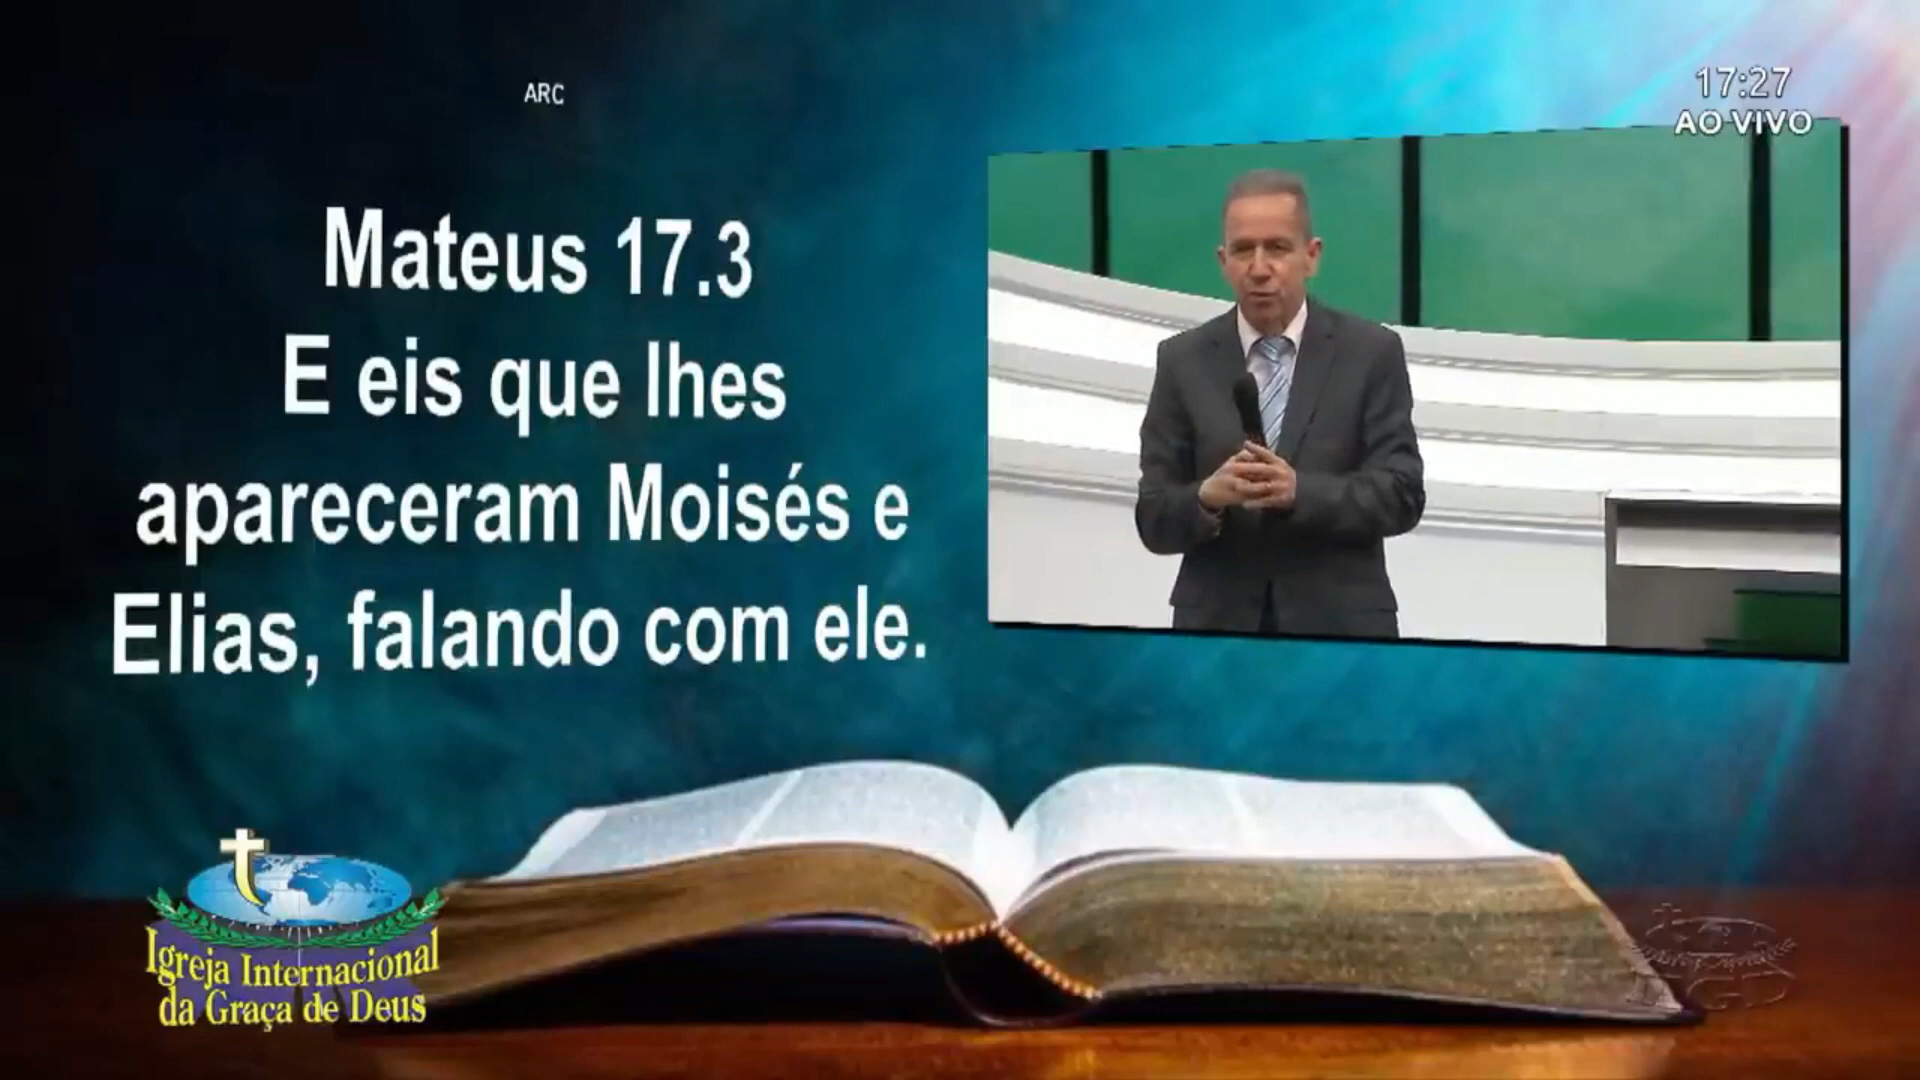 ARC
17:27
AO VIVO
Mateus 17.3
E eis que lhes
apareceram Moisés e
Elias, falando com ele.
Igreja Internacional
da Graça de Deus